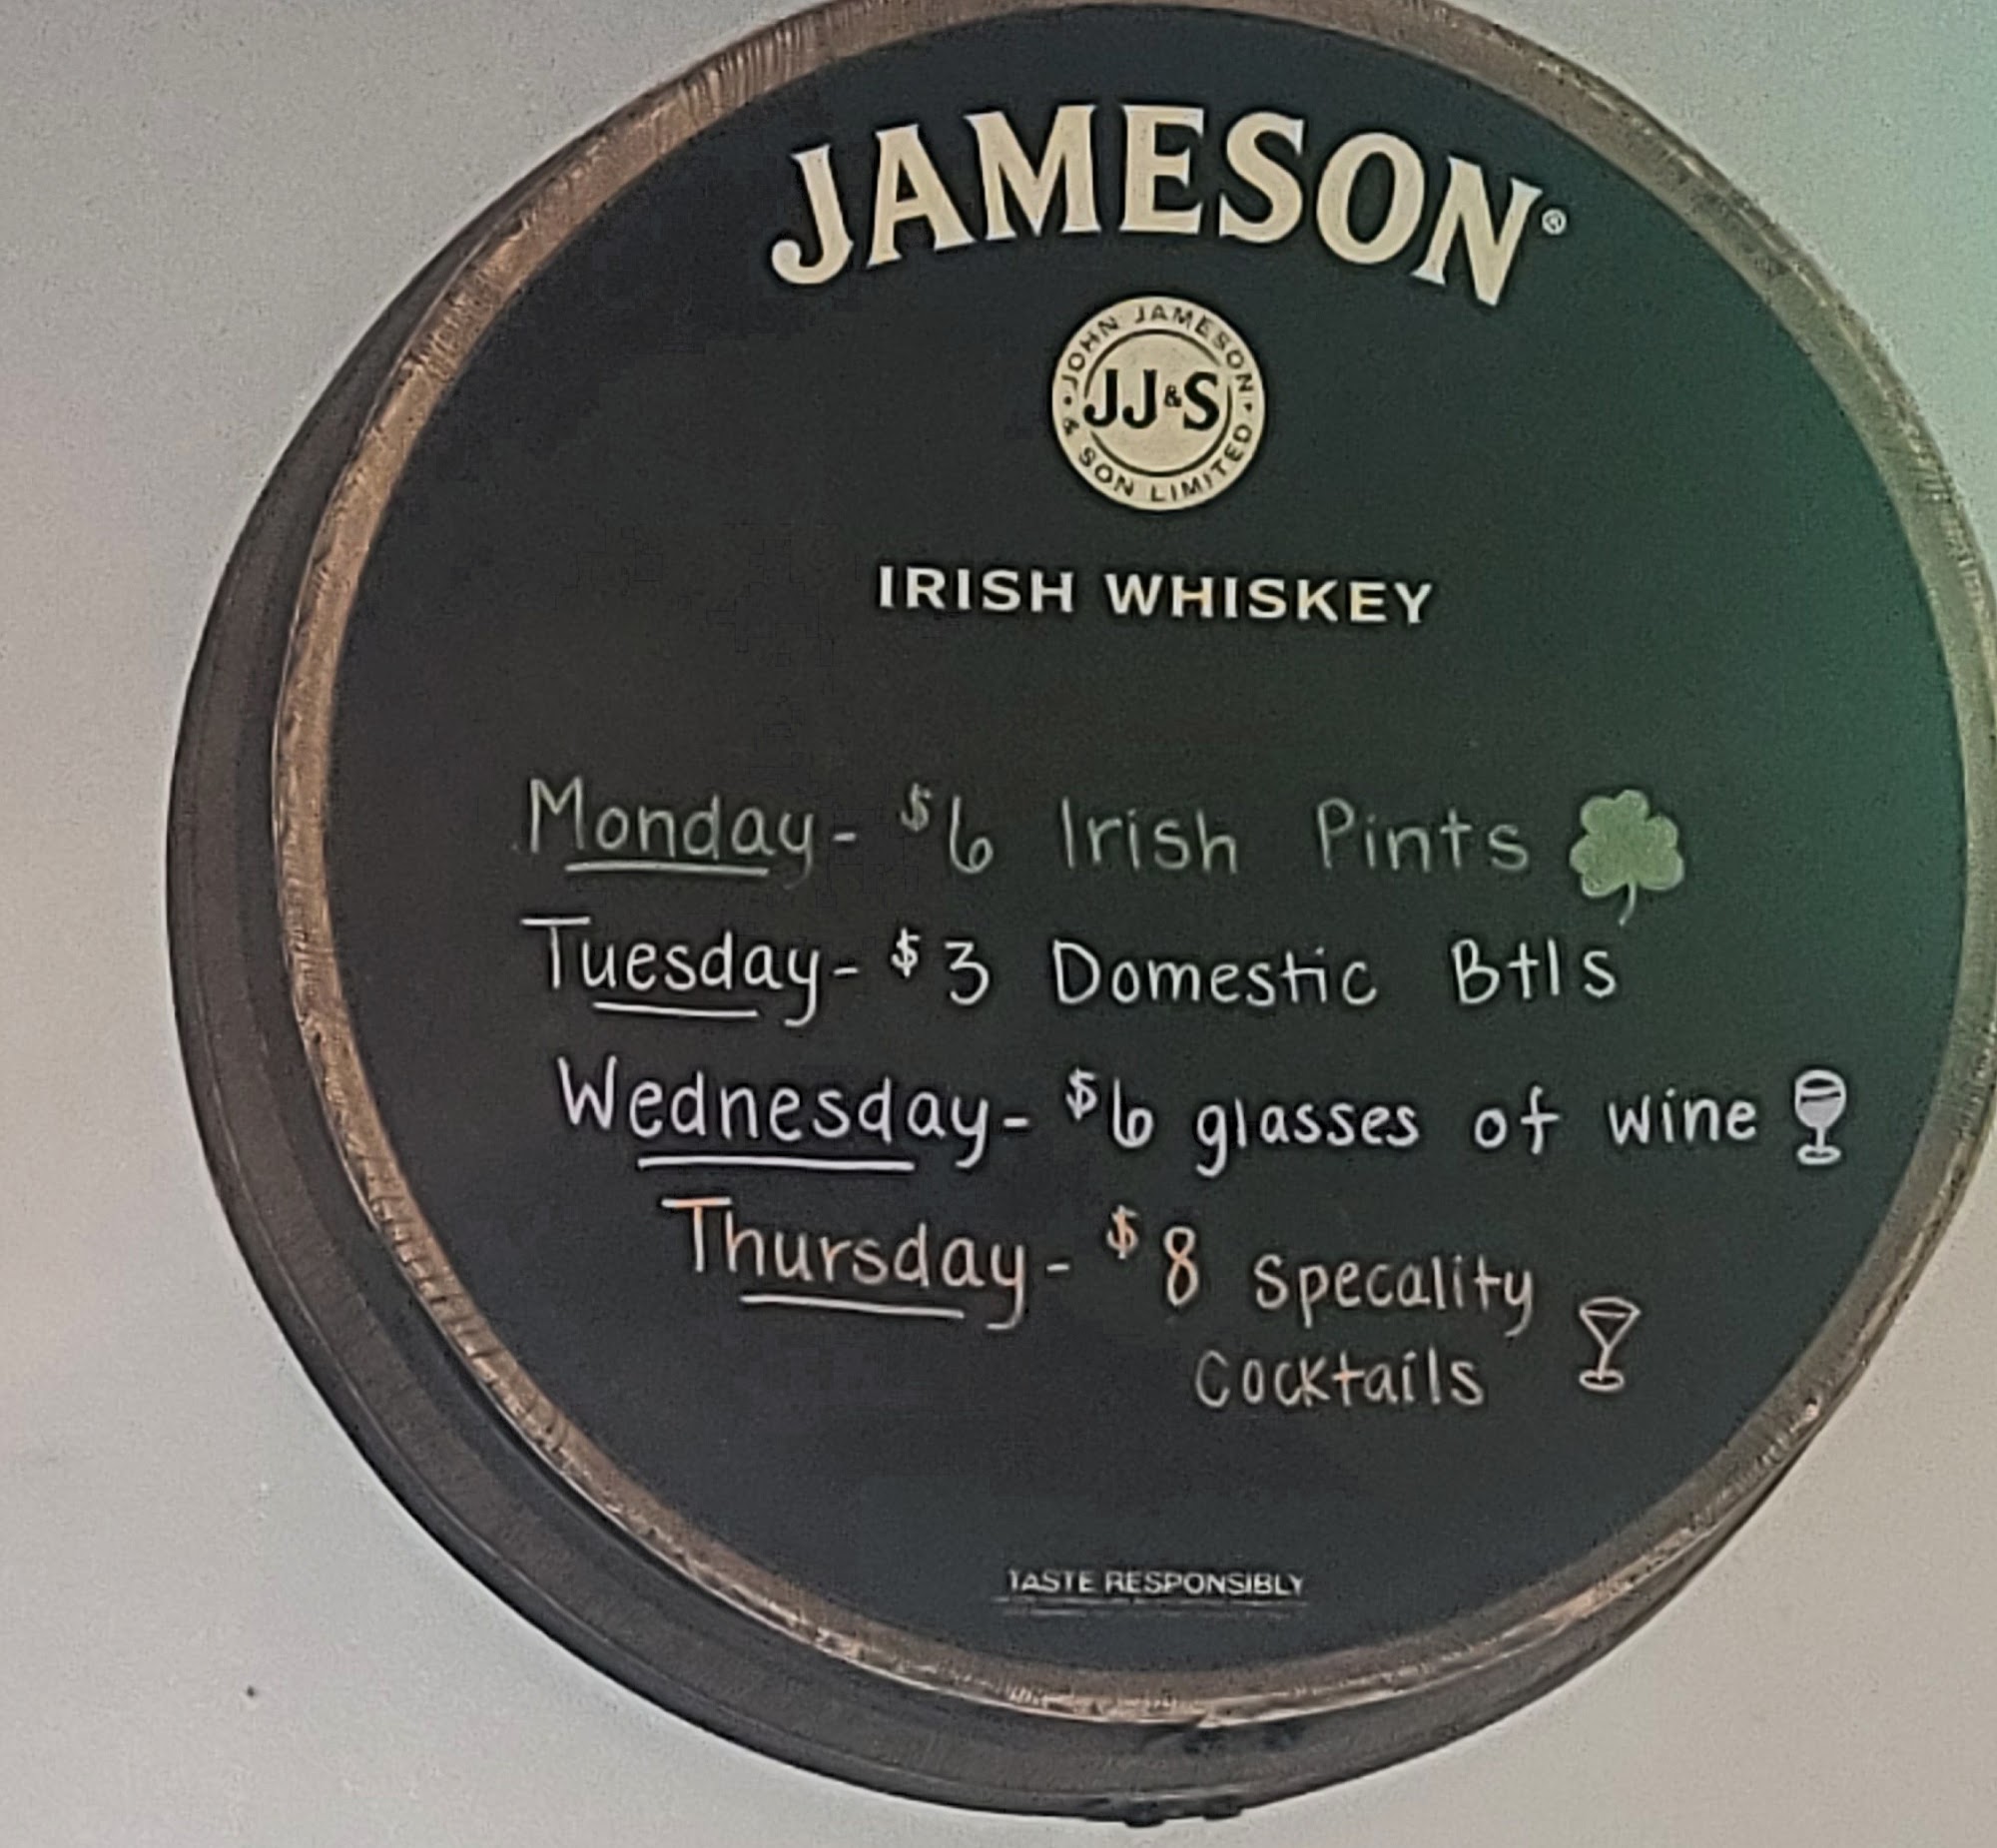 JAMESON®
JOHN JAMESON
JJ&S
& SON LIMITED
IRISH WHISKEY
Monday- $6 Irish Pints
Tuesday- $3 Domestic Btls
Wednesday- $6 glasses of wine
Thursday- $8 Specality
Cocktails
TASTE RESPONSIBLY